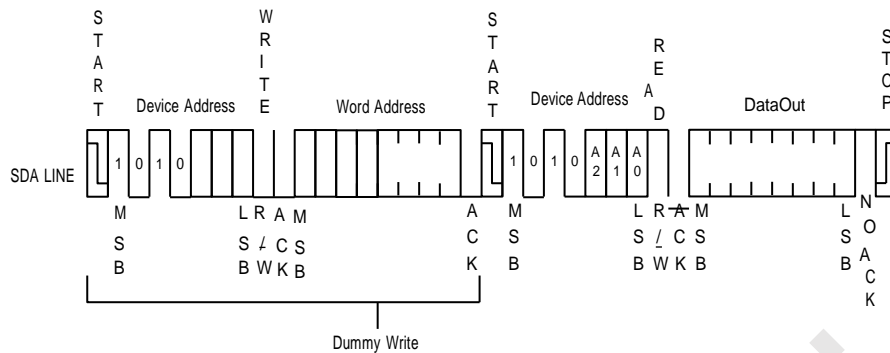 START
WRITE
START
READ
STOP
Device Address
Word Address
Device Address
DataOut
SDA LINE
1 0 1 0
1 0 1 0 A2 A1 A0
MSB
LSB
R/W
ACK
MSB
ACK
MSB
LSB
R/W
ACK
MSB
LSB
NO ACK
Dummy Write